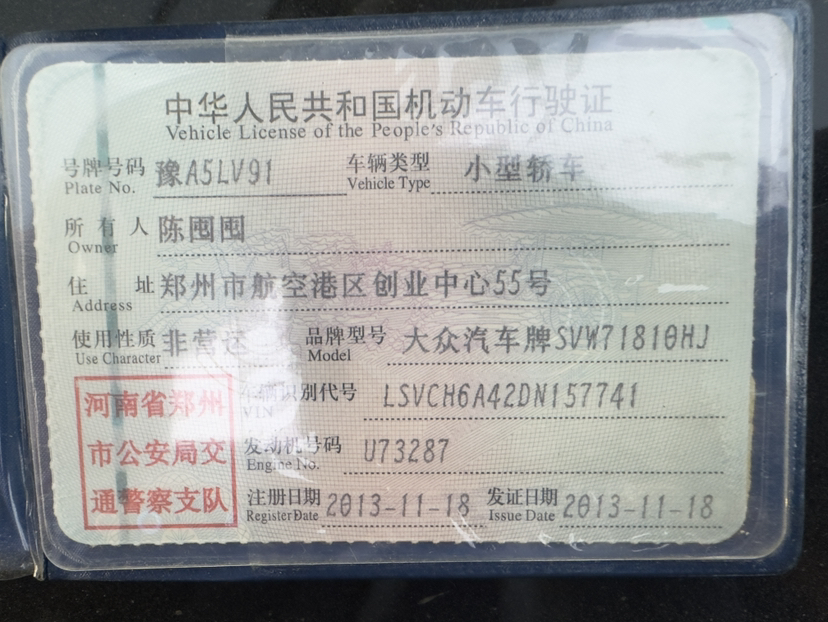 中华人民共和国机动车行驶证
Vehicle License of the People's Republic of China
号牌号码 豫A5LV91 车辆类型 小型轿车
Plate No. Vehicle Type
所有人 陈囤囤
Owner
住址 郑州市航空港区创业中心55号
Address
使用性质 非营运 品牌型号 大众汽车牌SVW71810HJ
Use Character Model
车辆识别代号 LSVCH6A42DN157741
VIN
发动机号码 U73287
Engine No.
注册日期 2013-11-18 发证日期 2013-11-18
Register Date Issue Date
河南省郑州
市公安局交
通警察支队